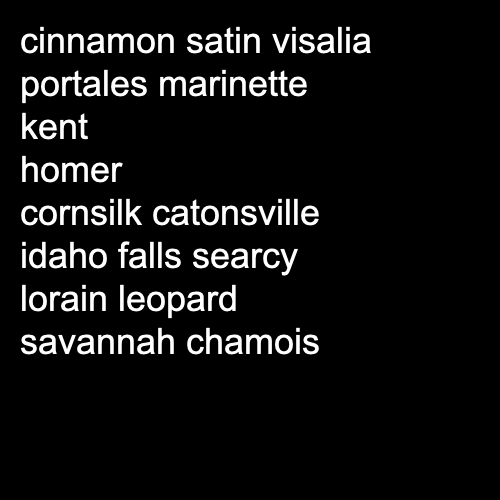 cinnamon satin visalia
portales marinette
kent
homer
cornsilk catonsville
idaho falls searcy
lorain leopard
savannah chamois